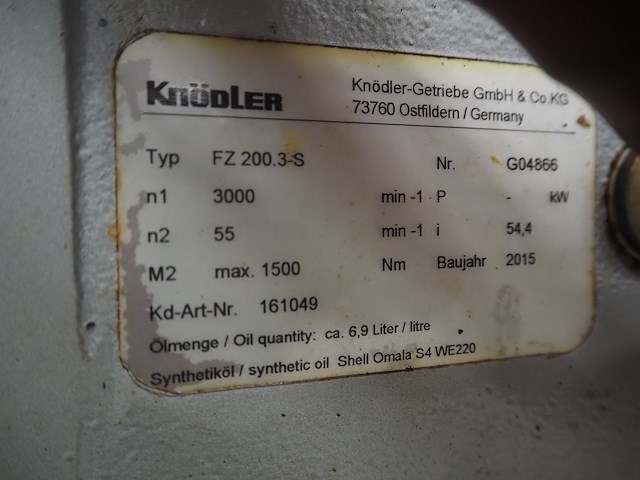 KnöDLER
Knödler-Getriebe GmbH & Co.KG
73760 Ostfildern / Germany
Typ FZ 200.3-S Nr. G04866
n1 3000 min -1 P - kW
n2 55 min -1 i 54,4
M2 max. 1500 Nm Baujahr 2015
Kd-Art-Nr. 161049
Ölmenge / Oil quantity: ca. 6,9 Liter / litre
Synthetiköl / synthetic oil Shell Omala S4 WE220